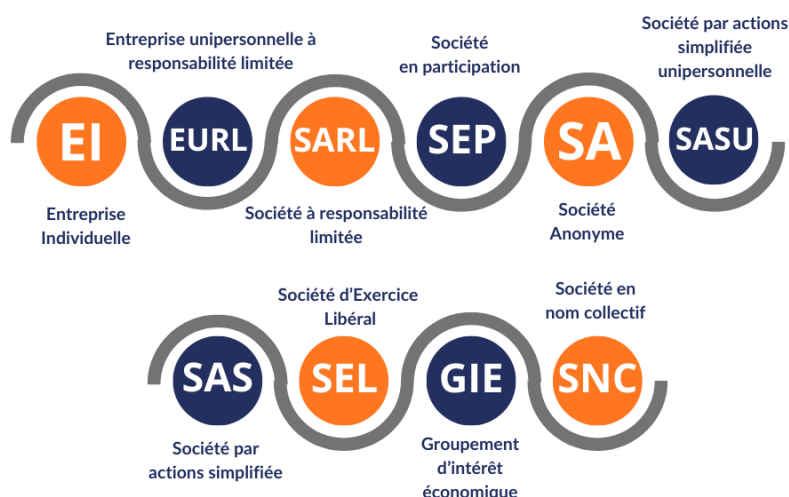 Entreprise unipersonnelle à
responsabilité limitée
Société
en participation
Société par actions
simplifiée
unipersonnelle
EI
EURL
SARL
SEP
SA
SASU
Entreprise
Individuelle
Société à responsabilité
limitée
Société
Anonyme
Société d'Exercice
Libéral
Société en
nom collectif
SAS
SEL
GIE
SNC
Société par
actions simplifiée
Groupement
d'intérêt
économique